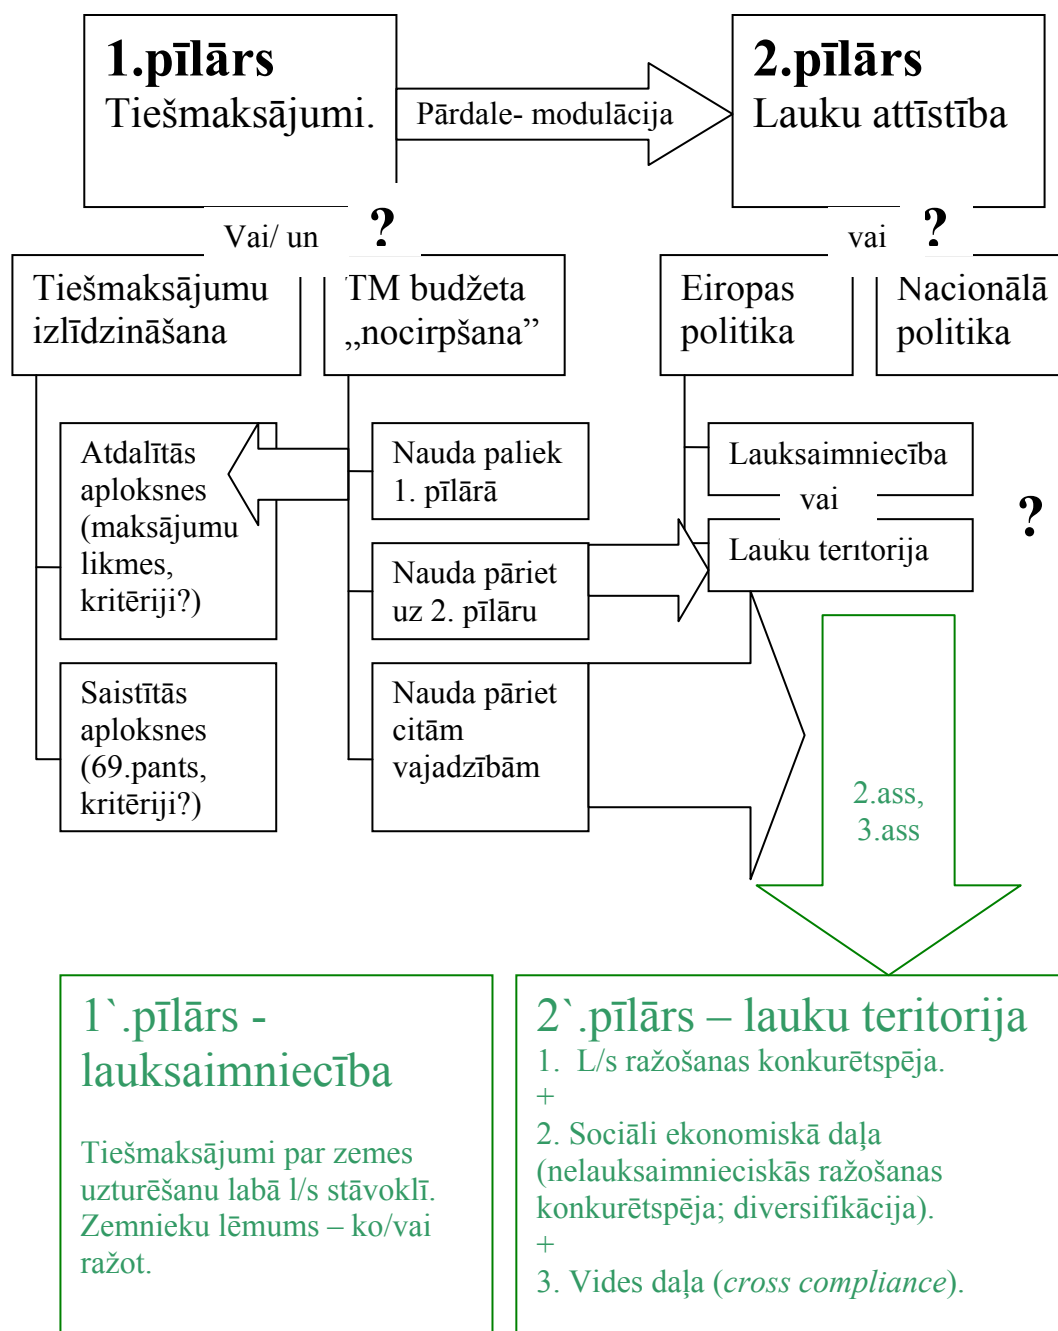 1.pīlārs
Tiešmaksājumi.
Pārdale- modulācija
2.pīlārs
Lauku attīstība
Vai/ un
?
vai
?
Tiešmaksājumu
izlīdzināšana
TM budžeta
„nocirpšana”
Eiropas
politika
Nacionālā
politika
Atdalītās
aploksnes
(maksājumu
likmes,
kritēriji?)
Saistītās
aploksnes
(69.pants,
kritēriji?)
Nauda paliek
1. pīlārā
Nauda pāriet
uz 2. pīlāru
Nauda pāriet
citām
vajadzībām
Lauksaimniecība
vai
Lauku teritorija
?
2.ass,
3.ass
1`.pīlārs -
lauksaimniecība
Tiešmaksājumi par zemes
uzturēšanu labā l/s stāvoklī.
Zemnieku lēmums – ko/vai
ražot.
2`.pīlārs – lauku teritorija
1. L/s ražošanas konkurētspēja.
+
2. Sociāli ekonomiskā daļa
(nelauksaimnieciskās ražošanas
konkurētspēja; diversifikācija).
+
3. Vides daļa (cross compliance).